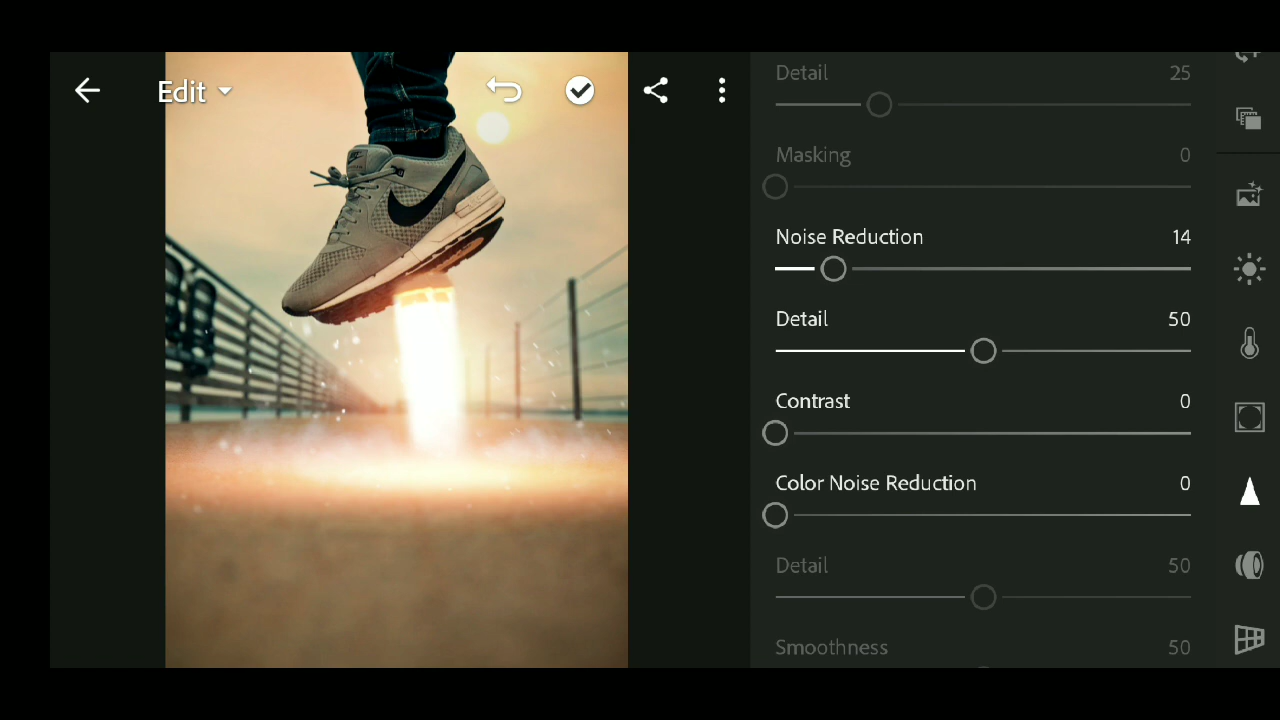 Edit
Detail 25
Masking 0
Noise Reduction 14
Detail 50
Contrast 0
Color Noise Reduction 0
Detail 50
Smoothness 50